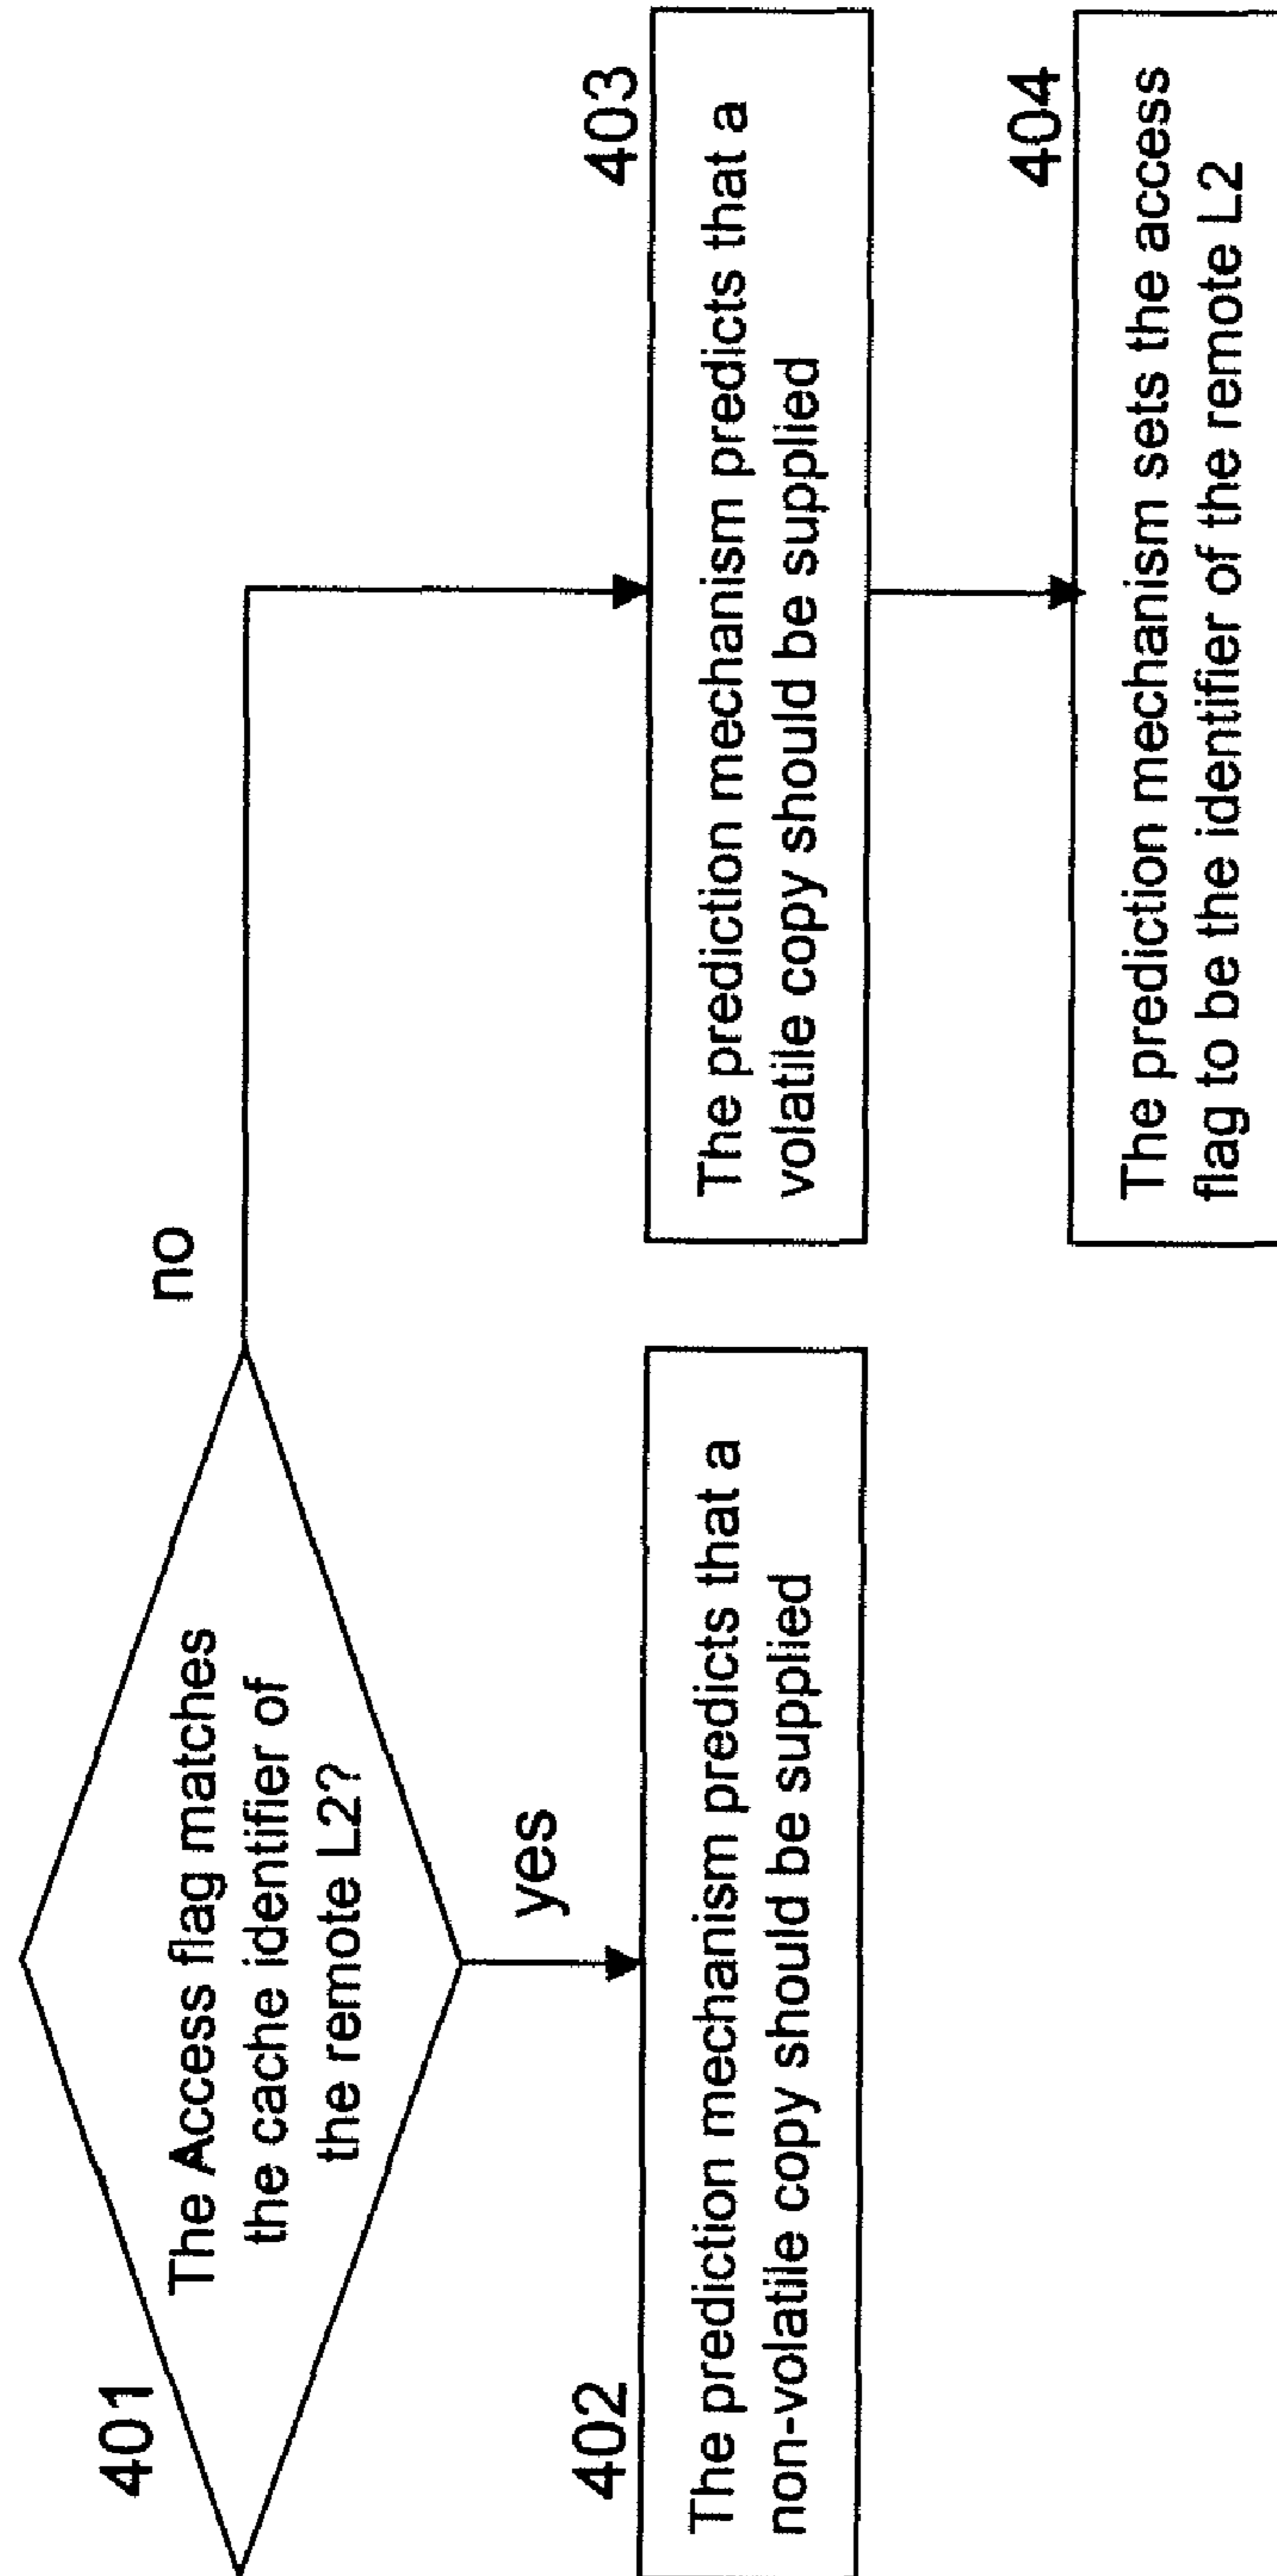 401
The Access flag matches
the cache identifier of
the remote L2?
no
yes
402
The prediction mechanism predicts that a
non-volatile copy should be supplied
403
The prediction mechanism predicts that a
volatile copy should be supplied
404
The prediction mechanism sets the access
flag to be the identifier of the remote L2